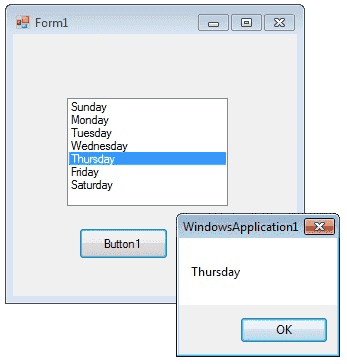 Form1
Sunday
Monday
Tuesday
Wednesday
Thursday
Friday
Saturday
Button1
WindowsApplication1
Thursday
OK